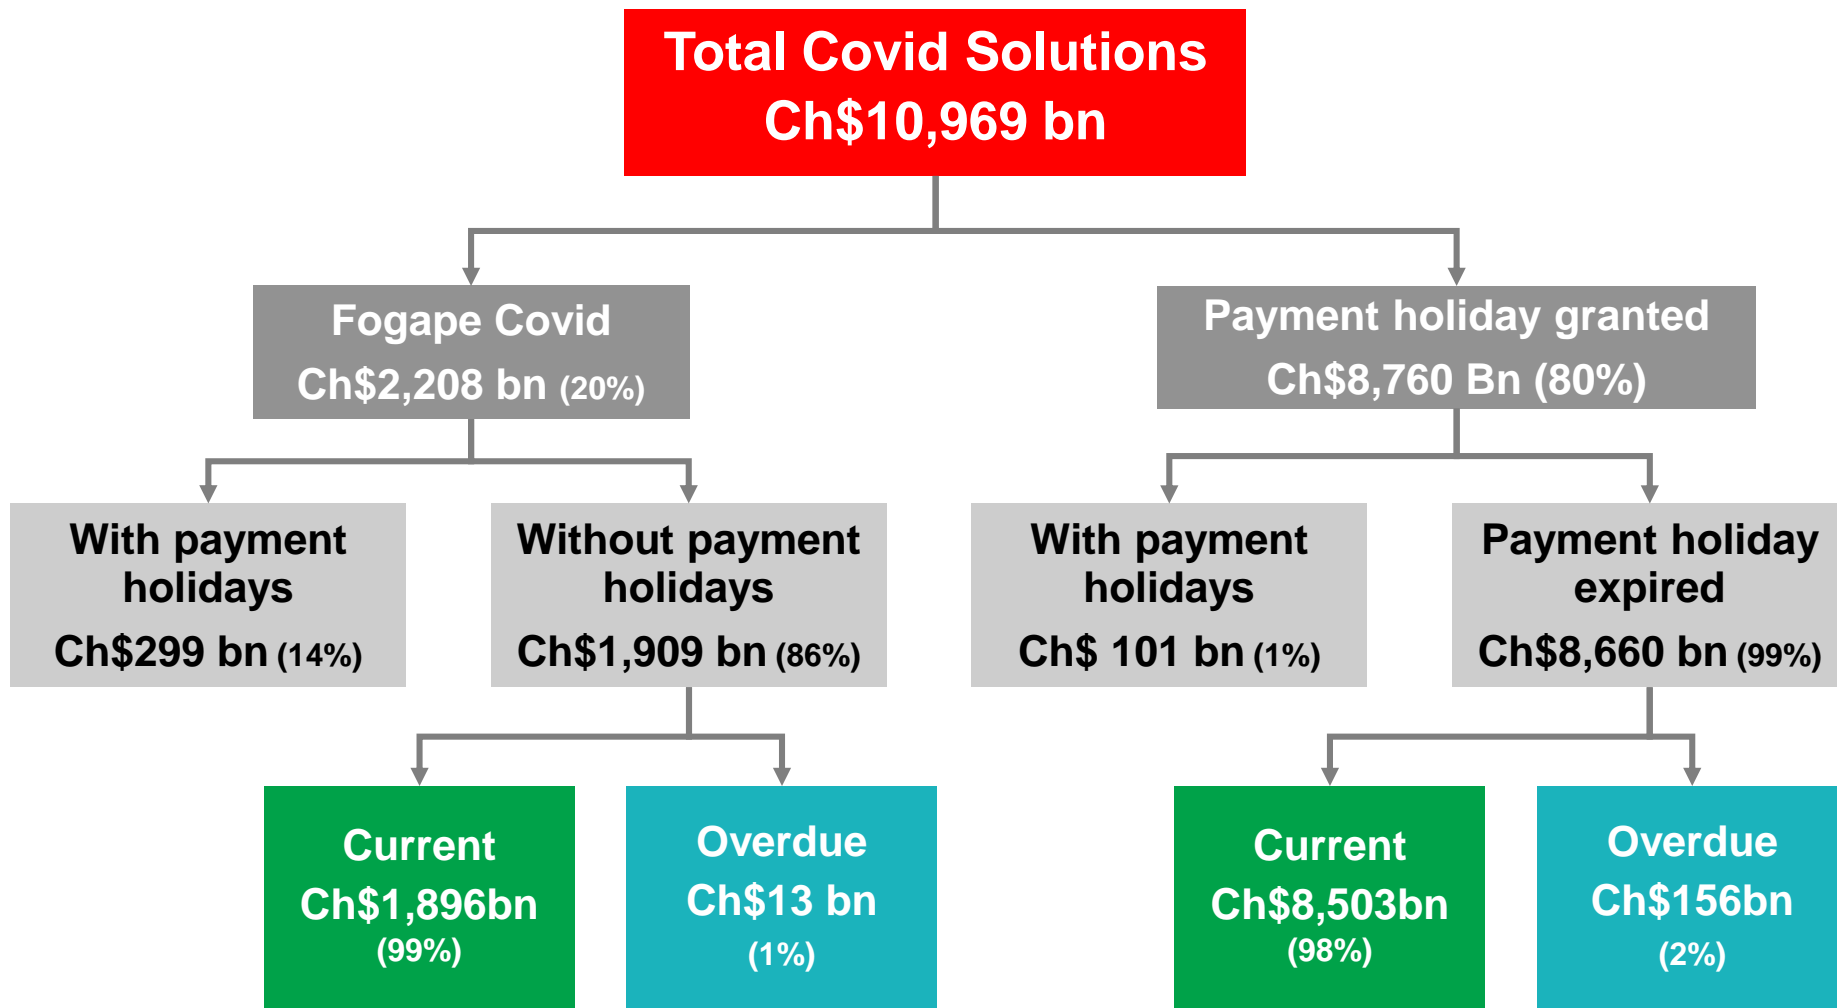 Total Covid Solutions
Ch$10,969 bn
Fogape Covid
Ch$2,208 bn (20%)
Payment holiday granted
Ch$8,760 Bn (80%)
With payment
holidays
Ch$299 bn (14%)
Without payment
holidays
Ch$1,909 bn (86%)
With payment
holidays
Ch$ 101 bn (1%)
Payment holiday
expired
Ch$8,660 bn (99%)
Current
Ch$1,896bn
(99%)
Overdue
Ch$13 bn
(1%)
Current
Ch$8,503bn
(98%)
Overdue
Ch$156bn
(2%)